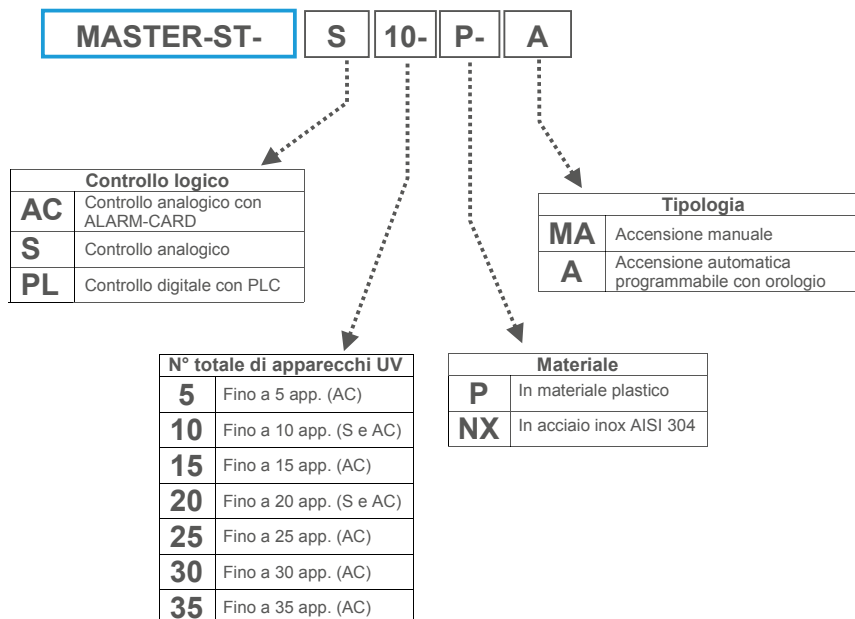 MASTER-ST- S 10- P- A
Controllo logico
AC Controllo analogico con
ALARM-CARD
S Controllo analogico
PL Controllo digitale con PLC
Tipologia
MA Accensione manuale
A Accensione automatica
programmabile con orologio
N° totale di apparecchi UV
5 Fino a 5 app. (AC)
10 Fino a 10 app. (S e AC)
15 Fino a 15 app. (AC)
20 Fino a 20 app. (S e AC)
25 Fino a 25 app. (AC)
30 Fino a 30 app. (AC)
35 Fino a 35 app. (AC)
Materiale
P In materiale plastico
NX In acciaio inox AISI 304